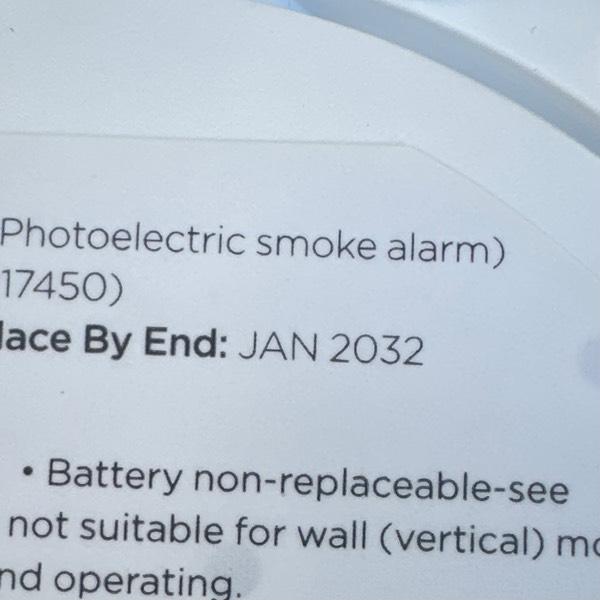 Photoelectric smoke alarm)
17450)
lace By End: JAN 2032
• Battery non-replaceable-see
not suitable for wall (vertical) mo
nd operating.